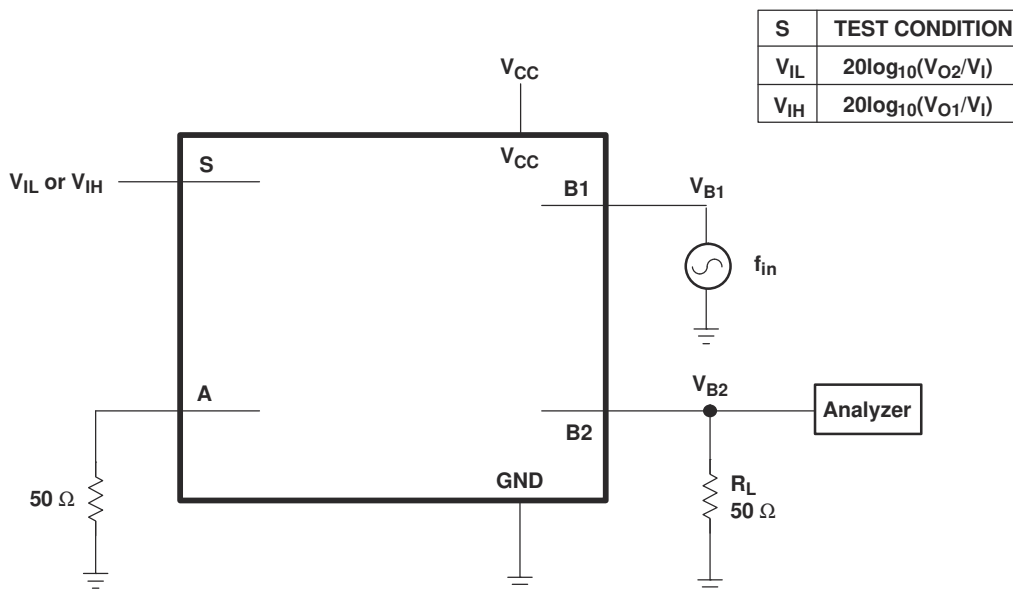 S TEST CONDITION
VIL 20log10(VO2/VI)
VIH 20log10(VO1/VI)
VCC
VCC
S
VIL or VIH
B1
VB1
fin
A
VB2
B2
Analyzer
GND
50 Ω
RL
50 Ω